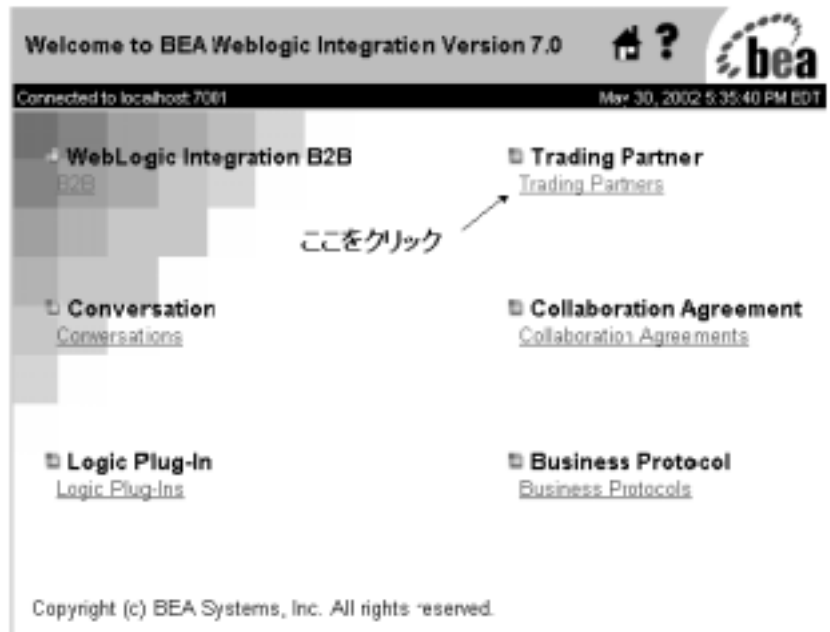 Welcome to BEA Weblogic Integration Version 7.0
?
bea
Connected to localhost:7001
May 30, 2002 5:35:40 PM EDT
WebLogic Integration B2B
B2B
Trading Partner
Trading Partners
ここをクリック
Conversation
Conversations
Collaboration Agreement
Collaboration Agreements
Logic Plug-In
Logic Plug-Ins
Business Protocol
Business Protocols
Copyright (c) BEA Systems, Inc. All rights reserved.